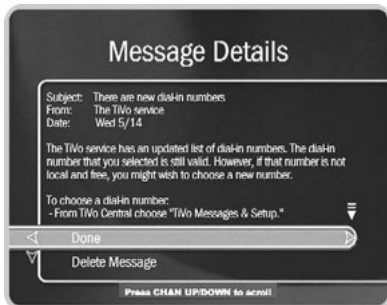 Message Details
Subject: There are new dial-in numbers
From: The TiVo service
Date: Wed 5/14
The TiVo service has an updated list of dial-in numbers. The dial-in
number that you selected is still valid. However, if that number is not
local and free, you might wish to choose a new number.
To choose a dial-in number:
- From TiVo Central choose "TiVo Messages & Setup."
Done
Delete Message
Press CHAN UP/DOWN to scroll